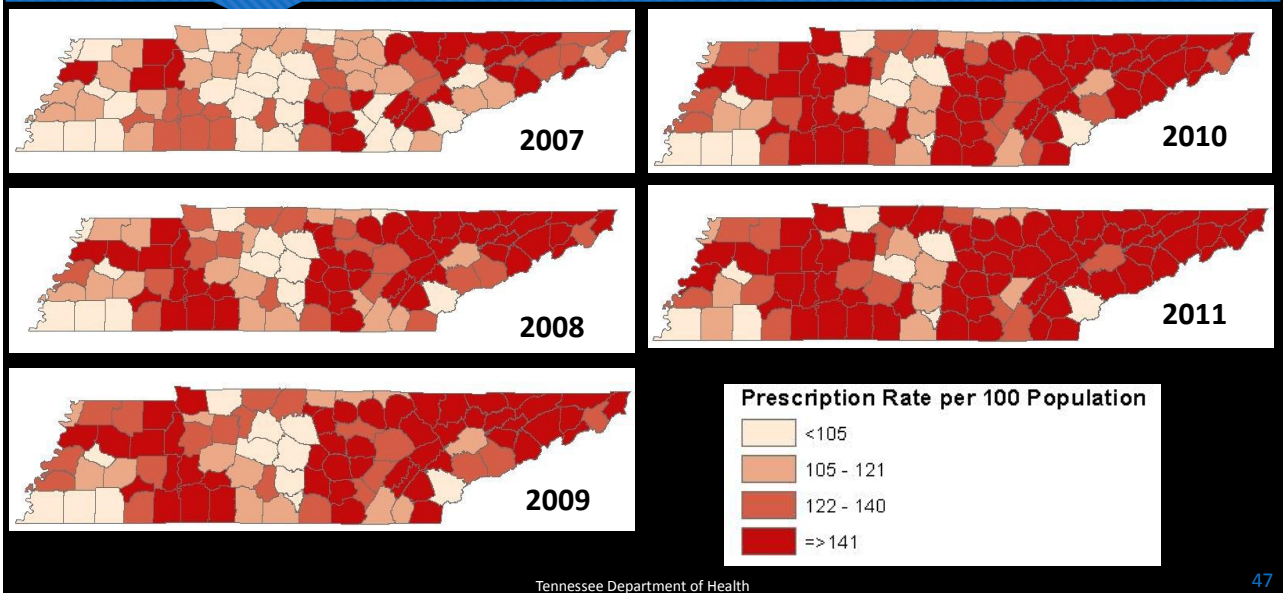 2007
2010
2008
2011
2009
Prescription Rate per 100 Population
<105
105 - 121
122 - 140
=>141
Tennessee Department of Health
47